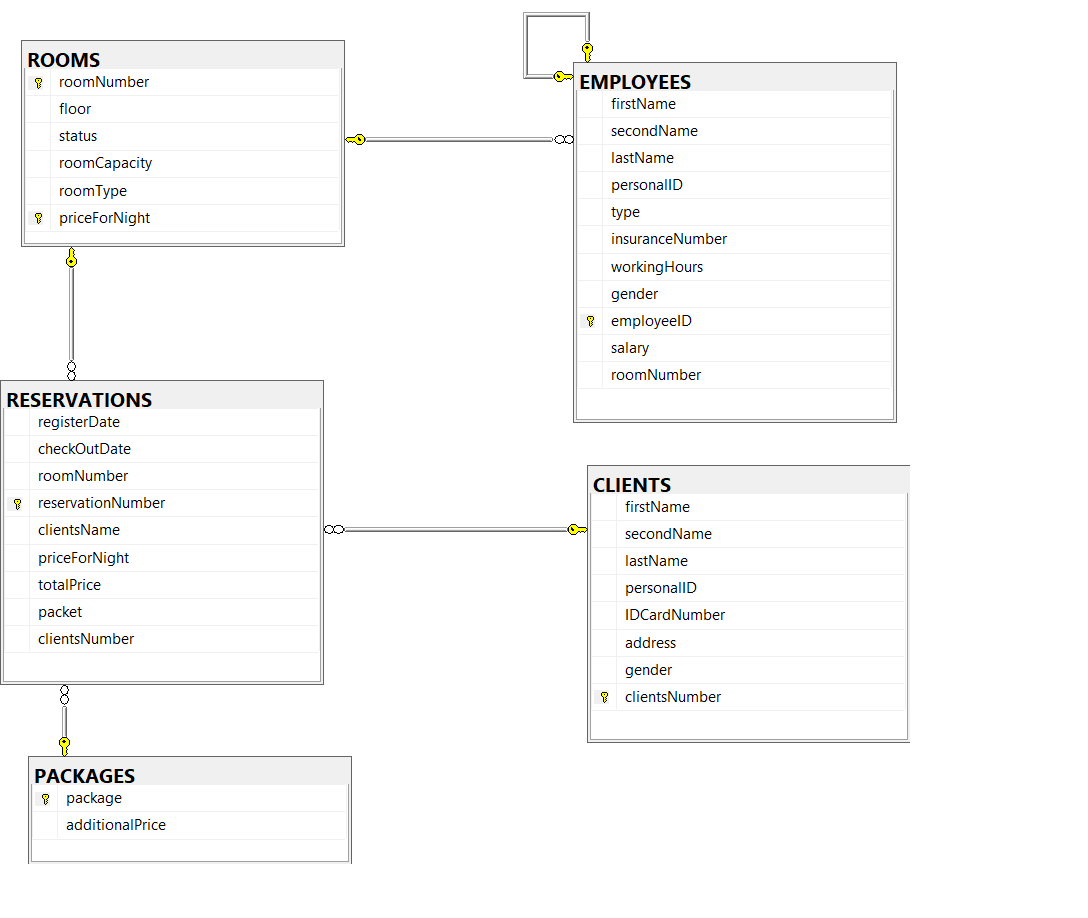 ROOMS
roomNumber
floor
status
roomCapacity
roomType
priceForNight
EMPLOYEES
firstName
secondName
lastName
personalID
type
insuranceNumber
workingHours
gender
employeeID
salary
roomNumber
RESERVATIONS
registerDate
checkOutDate
roomNumber
reservationNumber
clientsName
priceForNight
totalPrice
packet
clientsNumber
CLIENTS
firstName
secondName
lastName
personalID
IDCardNumber
address
gender
clientsNumber
PACKAGES
package
additionalPrice